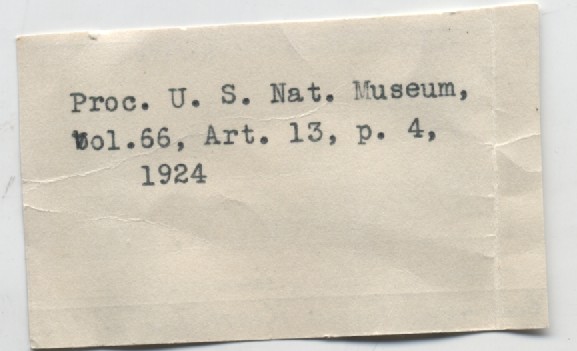 Proc. U. S. Nat. Museum,
Vol.66, Art. 13, p. 4,
1924